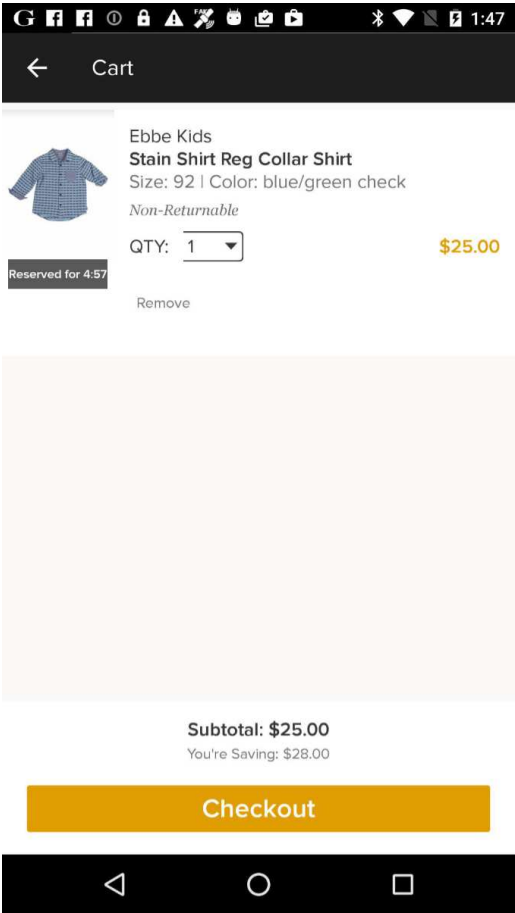 1:47
Cart
Ebbe Kids
Stain Shirt Reg Collar Shirt
Size: 92 | Color: blue/green check
Non-Returnable
QTY: 1
$25.00
Reserved for 4:57
Remove
Subtotal: $25.00
You're Saving: $28.00
Checkout